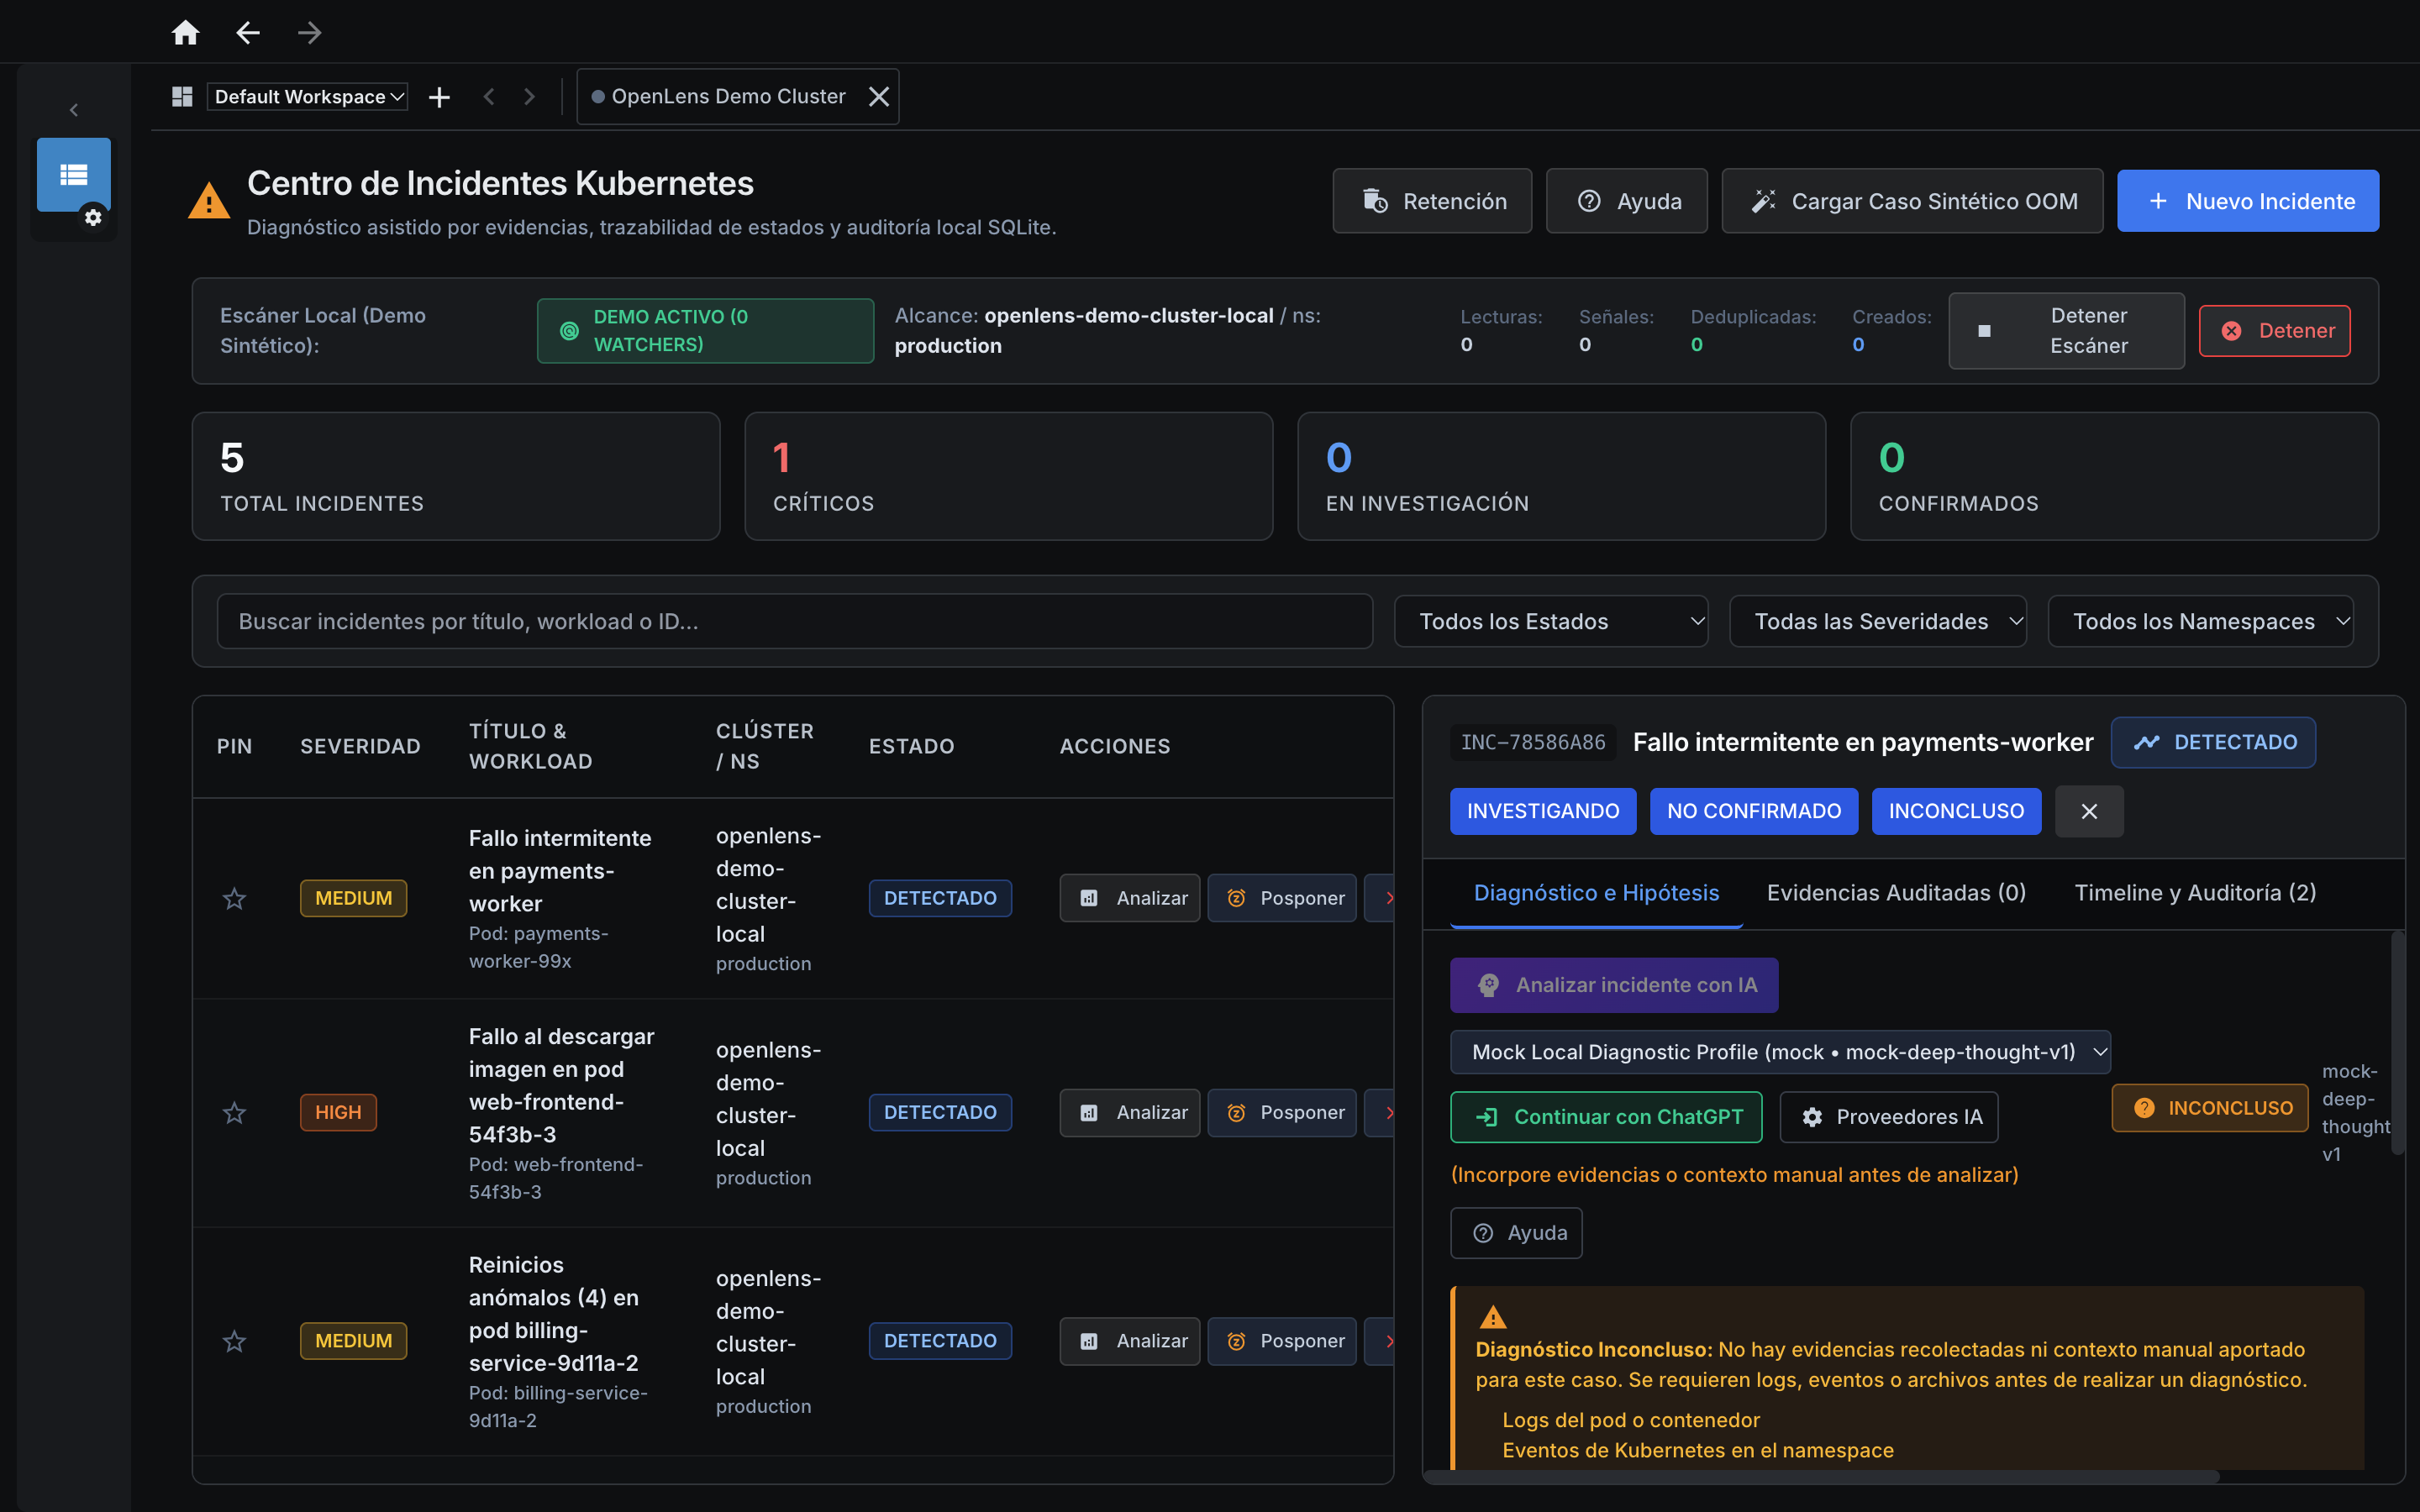 Default Workspace
OpenLens Demo Cluster
Centro de Incidentes Kubernetes
Diagnóstico asistido por evidencias, trazabilidad de estados y auditoría local SQLite.
Retención
Ayuda
Cargar Caso Sintético OOM
Nuevo Incidente
Escáner Local (Demo
Sintético):
DEMO ACTIVO (0
WATCHERS)
Alcance: openlens-demo-cluster-local / ns:
production
Lecturas:
0
Señales:
0
Deduplicadas:
0
Creados:
0
Detener
Escáner
Detener
5
TOTAL INCIDENTES
1
CRÍTICOS
0
EN INVESTIGACIÓN
0
CONFIRMADOS
Buscar incidentes por título, workload o ID...
Todos los Estados
Todas las Severidades
Todos los Namespaces
PIN
SEVERIDAD
TÍTULO &
WORKLOAD
CLÚSTER
/ NS
ESTADO
ACCIONES
MEDIUM
Fallo intermitente
en payments-
worker
Pod: payments-
worker-99x
openlens-
demo-
cluster-
local
production
DETECTADO
Analizar
Posponer
HIGH
Fallo al descargar
imagen en pod
web-frontend-
54f3b-3
Pod: web-frontend-
54f3b-3
openlens-
demo-
cluster-
local
production
DETECTADO
Analizar
Posponer
MEDIUM
Reinicios
anómalos (4) en
pod billing-
service-9d11a-2
Pod: billing-service-
9d11a-2
openlens-
demo-
cluster-
local
production
DETECTADO
Analizar
Posponer
INC-78586A86
Fallo intermitente en payments-worker
DETECTADO
INVESTIGANDO
NO CONFIRMADO
INCONCLUSO
Diagnóstico e Hipótesis
Evidencias Auditadas (0)
Timeline y Auditoría (2)
Analizar incidente con IA
Mock Local Diagnostic Profile (mock • mock-deep-thought-v1)
Continuar con ChatGPT
Proveedores IA
INCONCLUSO
mock-
deep-
thought
v1
(Incorpore evidencias o contexto manual antes de analizar)
Ayuda
Diagnóstico Inconcluso: No hay evidencias recolectadas ni contexto manual aportado
para este caso. Se requieren logs, eventos o archivos antes de realizar un diagnóstico.
Logs del pod o contenedor
Eventos de Kubernetes en el namespace